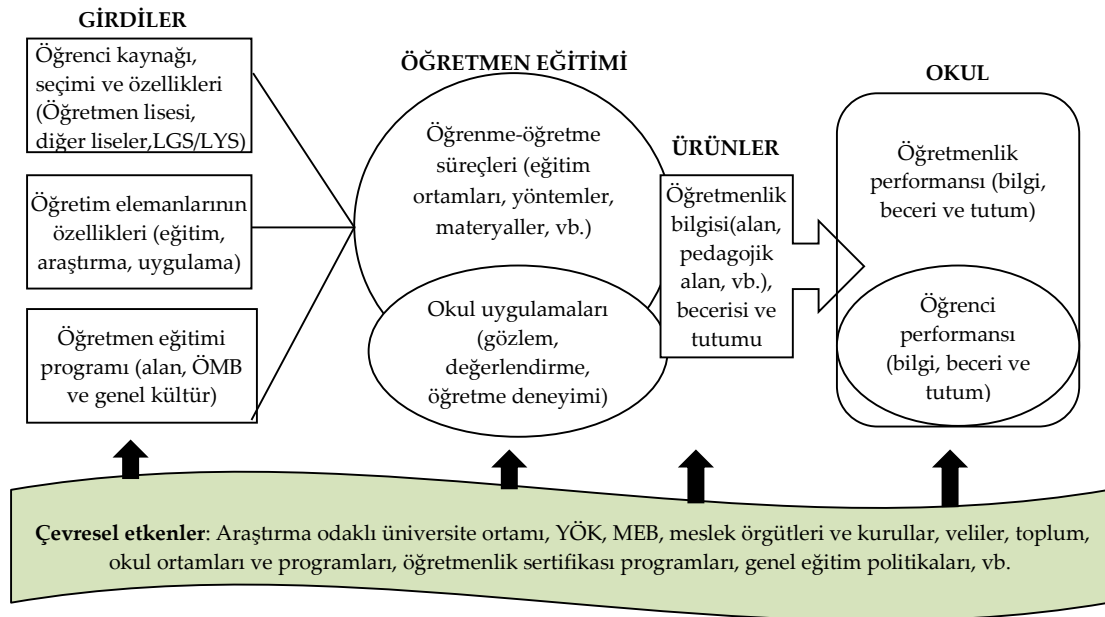 GİRDİLER
Öğrenci kaynağı,
seçimi ve özellikleri
(Öğretmen lisesi,
diğer liseler,LGS/LYS)
Öğretim elemanlarının
özellikleri (eğitim,
araştırma, uygulama)
Öğretmen eğitimi
programı (alan, ÖMB
ve genel kültür)
ÖĞRETMEN EĞİTİMİ
Öğrenme-öğretme
süreçleri (eğitim
ortamları, yöntemler,
materyaller, vb.)
Okul uygulamaları
(gözlem,
değerlendirme,
öğretme deneyimi)
ÜRÜNLER
Öğretmenlik
bilgisi(alan,
pedagojik
alan, vb.),
becerisi ve
tutumu
OKUL
Öğretmenlik
performansı (bilgi,
beceri ve tutum)
Öğrenci
performansı
(bilgi, beceri ve
tutum)
Çevresel etkenler: Araştırma odaklı üniversite ortamı, YÖK, MEB, meslek örgütleri ve kurullar, veliler, toplum,
okul ortamları ve programları, öğretmenlik sertifikası programları, genel eğitim politikaları, vb.